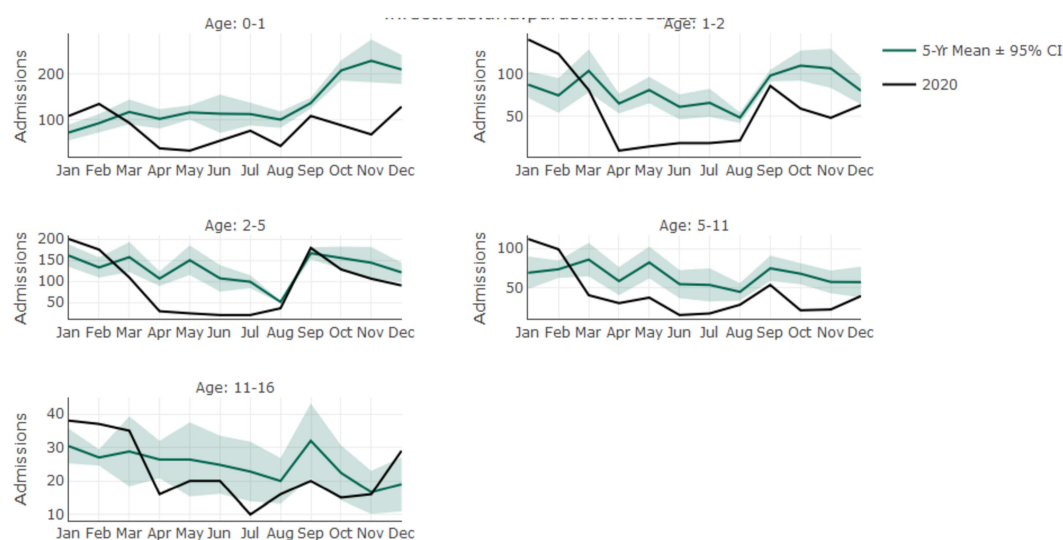 Age: 0-1
Admissions
200
100
Jan Feb Mar Apr May Jun Jul Aug Sep Oct Nov Dec
Age: 1-2
Admissions
100
50
Jan Feb Mar Apr May Jun Jul Aug Sep Oct Nov Dec
5-Yr Mean ± 95% CI
2020
Age: 2-5
Admissions
200
150
100
50
Jan Feb Mar Apr May Jun Jul Aug Sep Oct Nov Dec
Age: 5-11
Admissions
100
50
Jan Feb Mar Apr May Jun Jul Aug Sep Oct Nov Dec
Age: 11-16
Admissions
40
30
20
10
Jan Feb Mar Apr May Jun Jul Aug Sep Oct Nov Dec